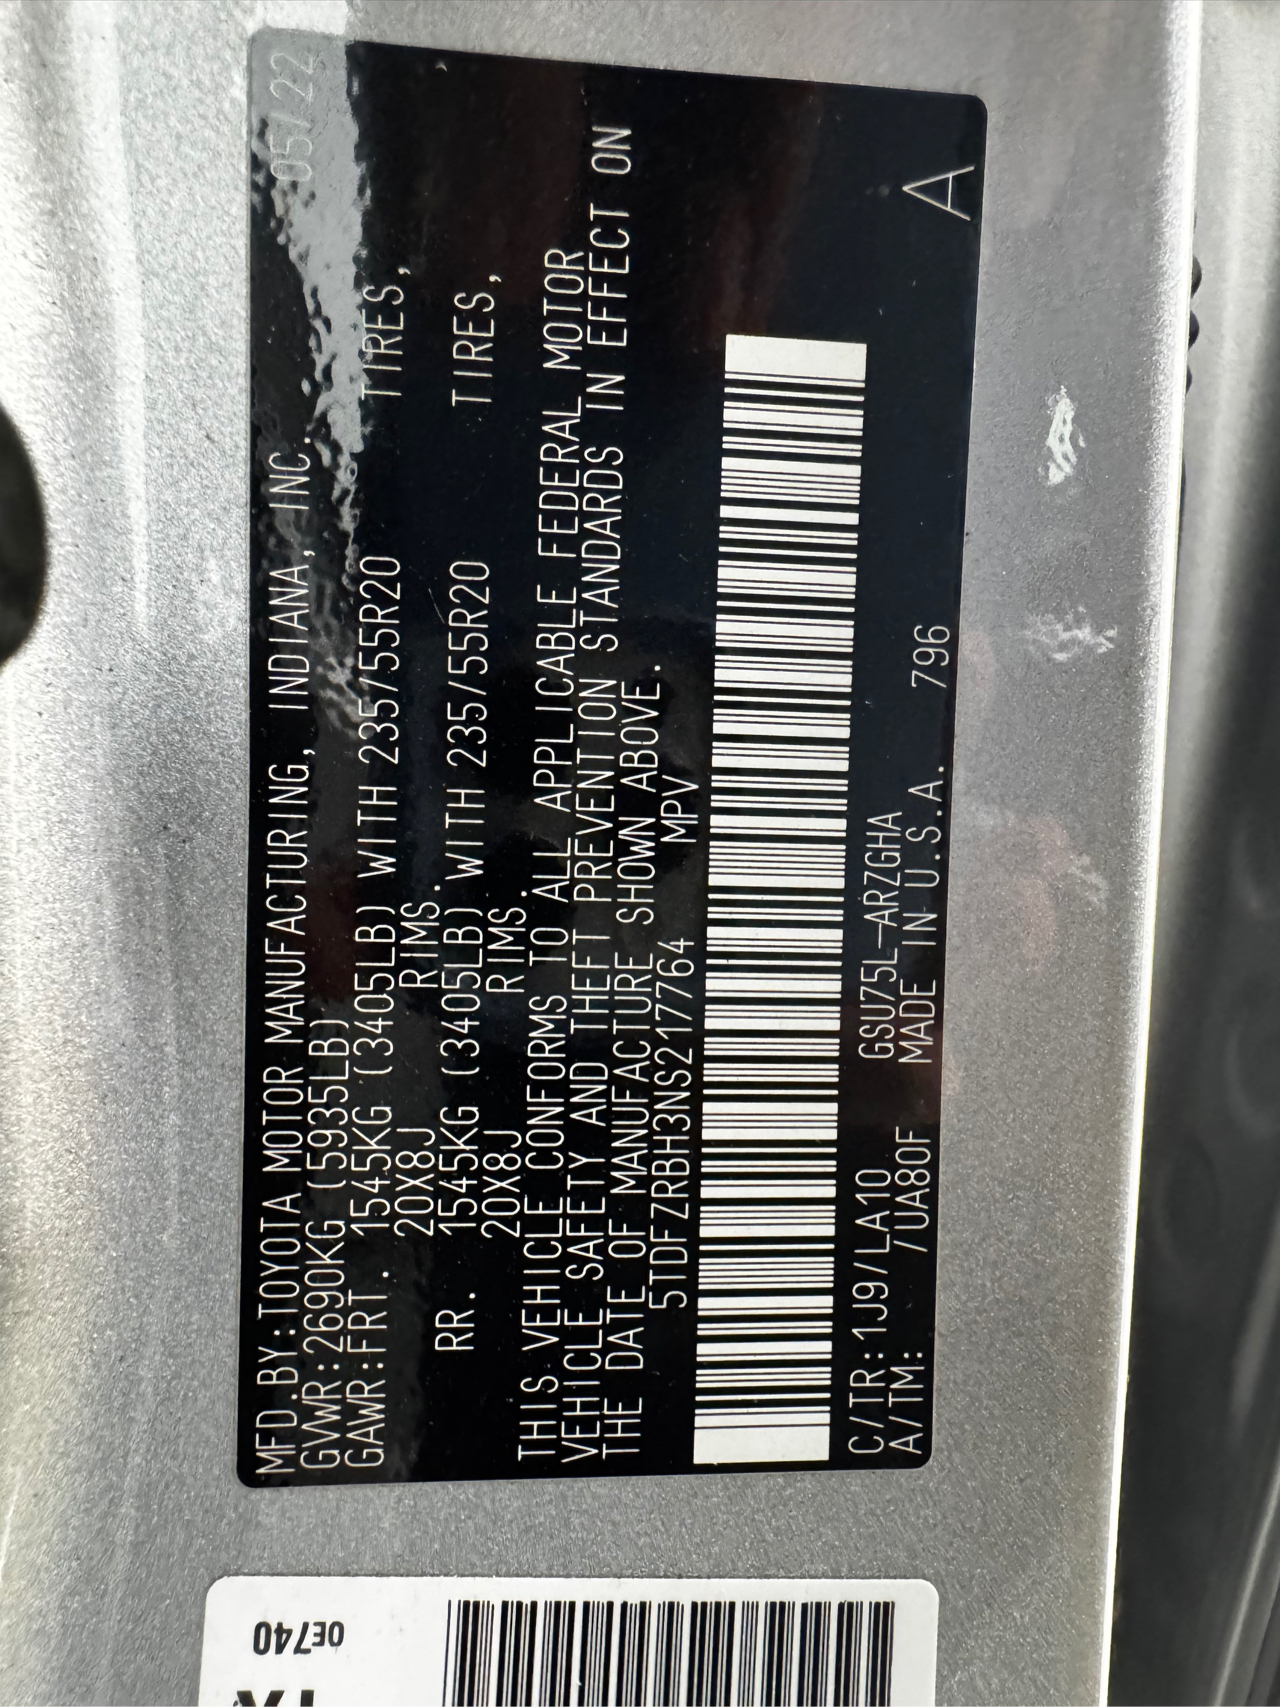 MFD.BY:TOYOTA MOTOR MANUFACTURING, INDIANA, INC. 05/22
GVWR:2690KG (5935LB)
GAWR:FRT. 1545KG (3405LB) WITH 235/55R20 TIRES,
20X8J RIMS.
RR. 1545KG (3405LB) WITH 235/55R20 TIRES,
20X8J RIMS.
THIS VEHICLE CONFORMS TO ALL APPLICABLE FEDERAL MOTOR
VEHICLE SAFETY AND THEFT PREVENTION STANDARDS IN EFFECT ON
THE DATE OF MANUFACTURE SHOWN ABOVE.
5TDFZRBH3NS217764 MPV
C/TR:1J9/LA10 GSU75L-ARZGHA
A/TM: /UA80F MADE IN U.S.A. 796 A
0E740